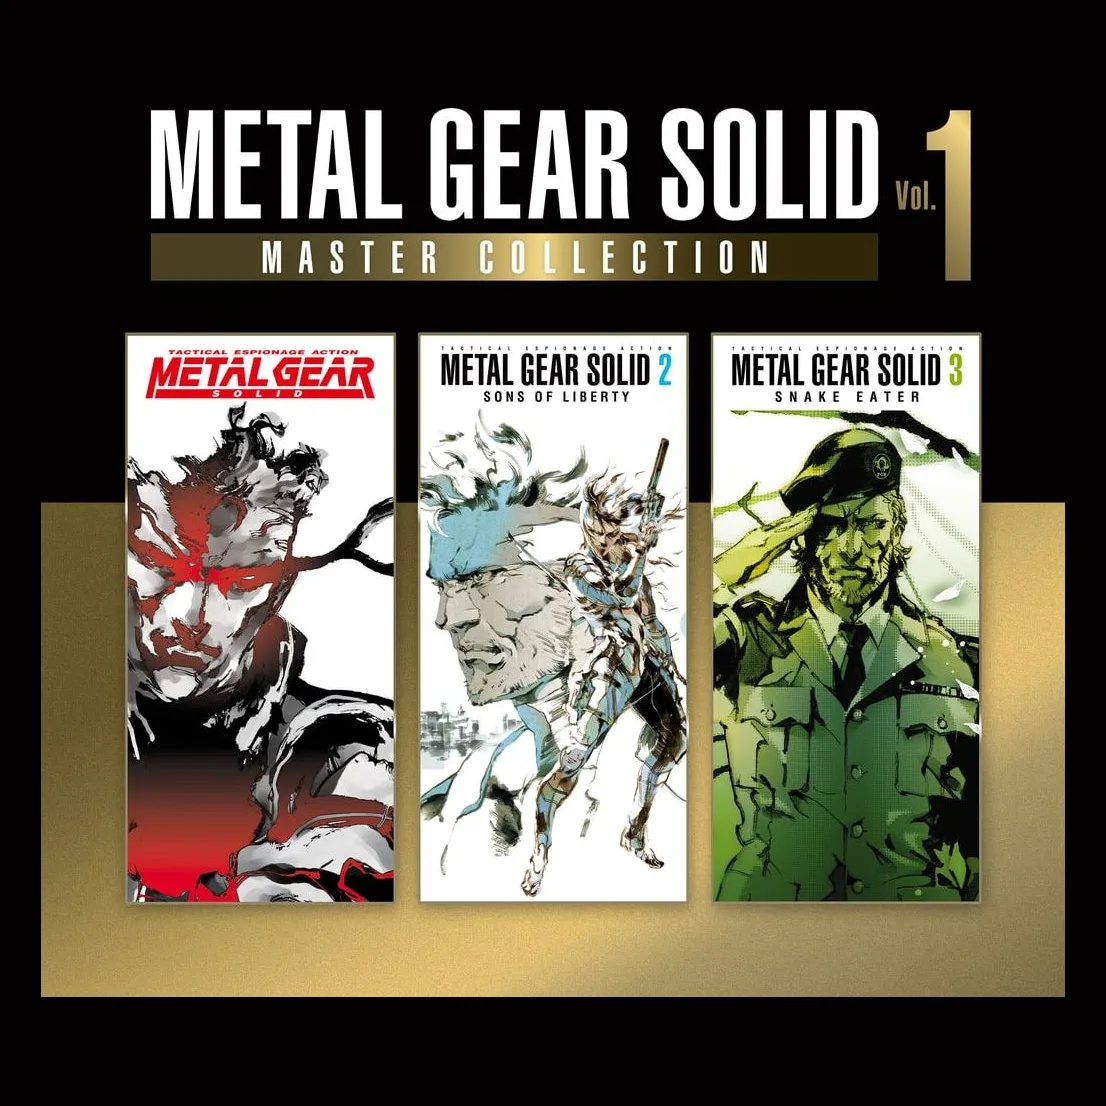 METAL GEAR SOLID Vol. 1
MASTER COLLECTION
TACTICAL ESPIONAGE ACTION
METAL GEAR
SOLID
TACTICAL ESPIONAGE ACTION
METAL GEAR SOLID 2
SONS OF LIBERTY
TACTICAL ESPIONAGE ACTION
METAL GEAR SOLID 3
SNAKE EATER